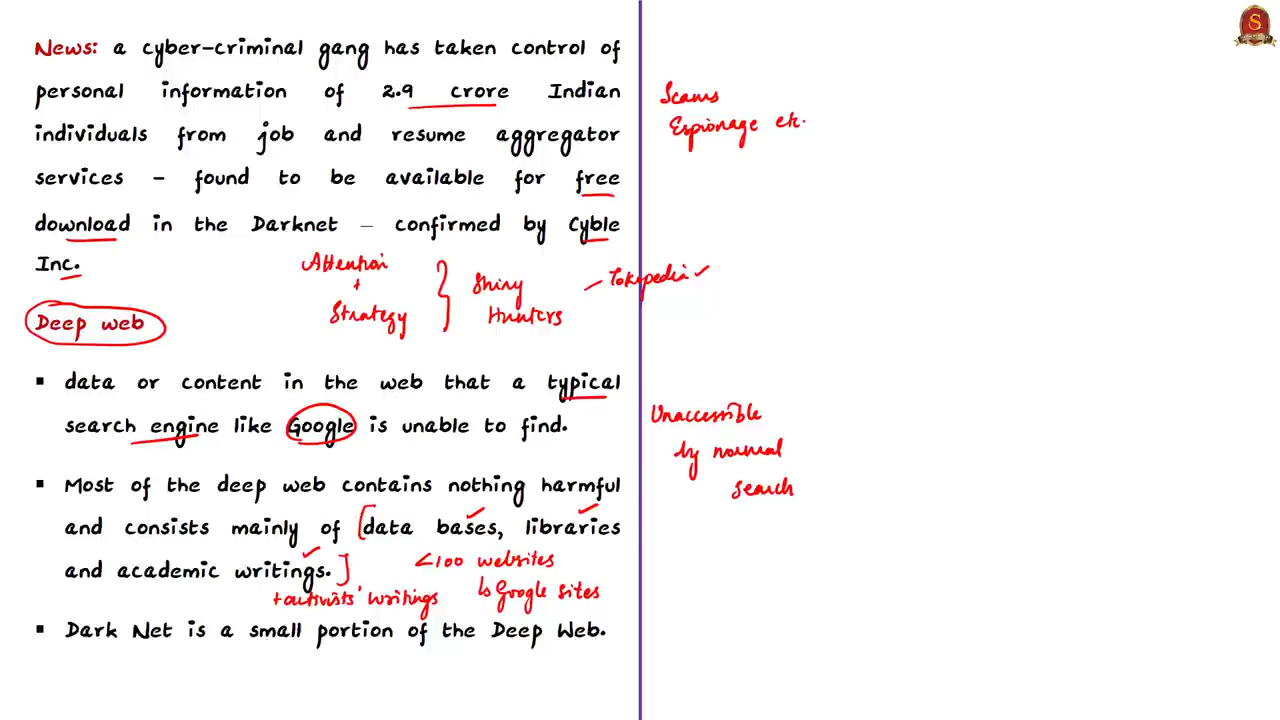 S
News: a cyber-criminal gang has taken control of
personal information of 2.9 crore Indian
individuals from job and resume aggregator
services - found to be available for free
download in the Darknet – confirmed by Cyble
Inc.
Scams
Espionage etc.
Attention
+
Strategy
Shiny
Hunters
– Tokopedia ✓
Deep web
▪ data or content in the web that a typical
search engine like Google is unable to find.
Unaccessible
by normal
search
▪ Most of the deep web contains nothing harmful
and consists mainly of [data bases, libraries
and academic writings.]
+ activists' writings
<100 websites
↳ Google sites
▪ Dark Net is a small portion of the Deep Web.